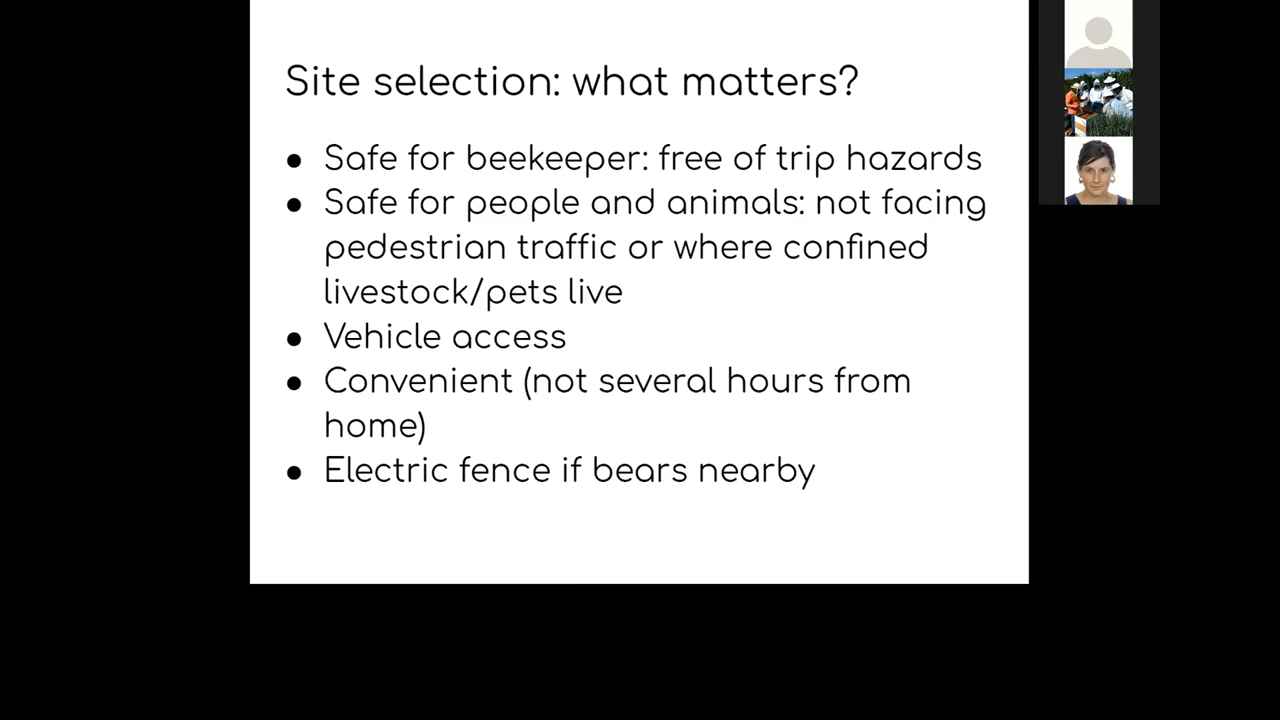 Site selection: what matters?
● Safe for beekeeper: free of trip hazards
● Safe for people and animals: not facing
pedestrian traffic or where confined
livestock/pets live
● Vehicle access
● Convenient (not several hours from
home)
● Electric fence if bears nearby